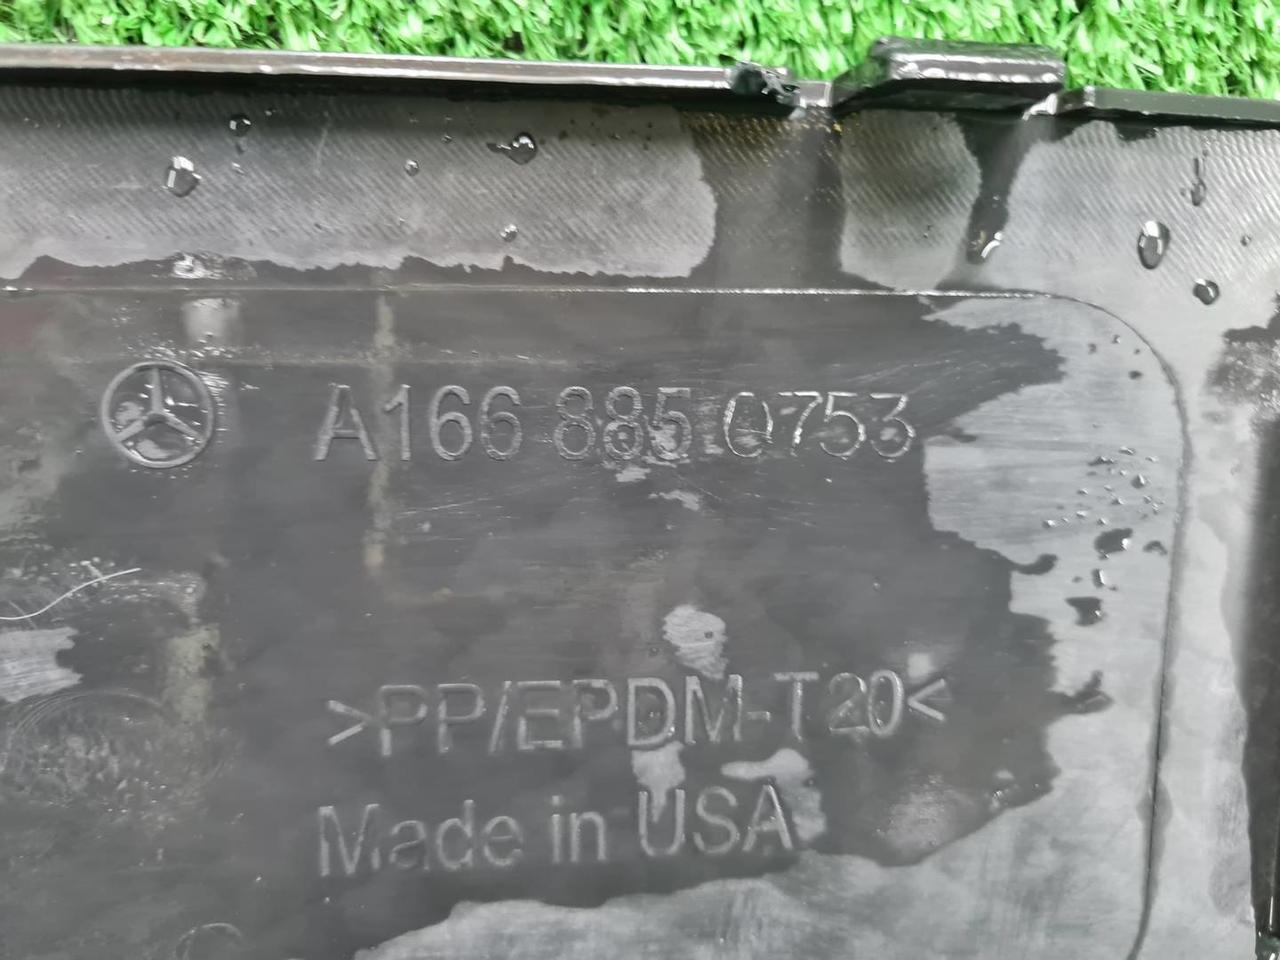 A166 885 0753
>PP/EPDM-T20<
Made in USA